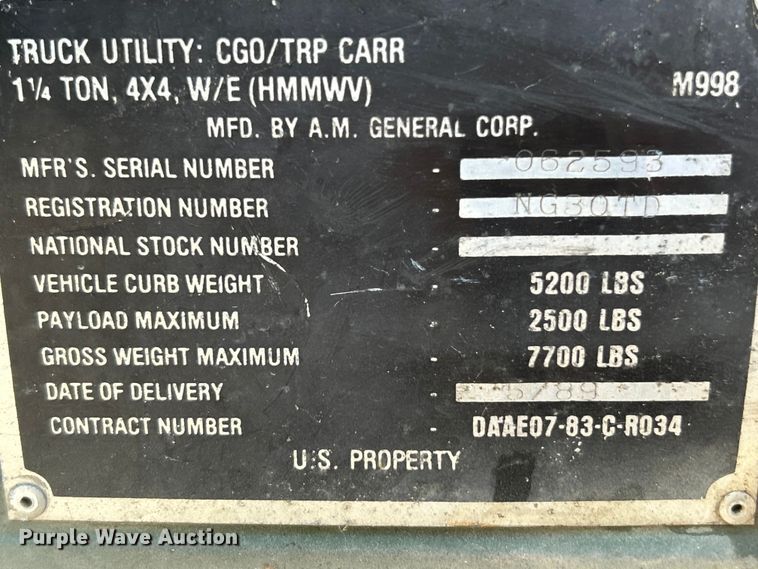 TRUCK UTILITY: CGO/TRP CARR
1¼ TON, 4X4, W/E (HMMWV) M998
MFD. BY A.M. GENERAL CORP.
MFR'S. SERIAL NUMBER - 062593
REGISTRATION NUMBER - NG30TD
NATIONAL STOCK NUMBER -
VEHICLE CURB WEIGHT - 5200 LBS
PAYLOAD MAXIMUM - 2500 LBS
GROSS WEIGHT MAXIMUM - 7700 LBS
DATE OF DELIVERY - 5/89
CONTRACT NUMBER - DAAE07-83-C-R034
U.S. PROPERTY
Purple Wave Auction